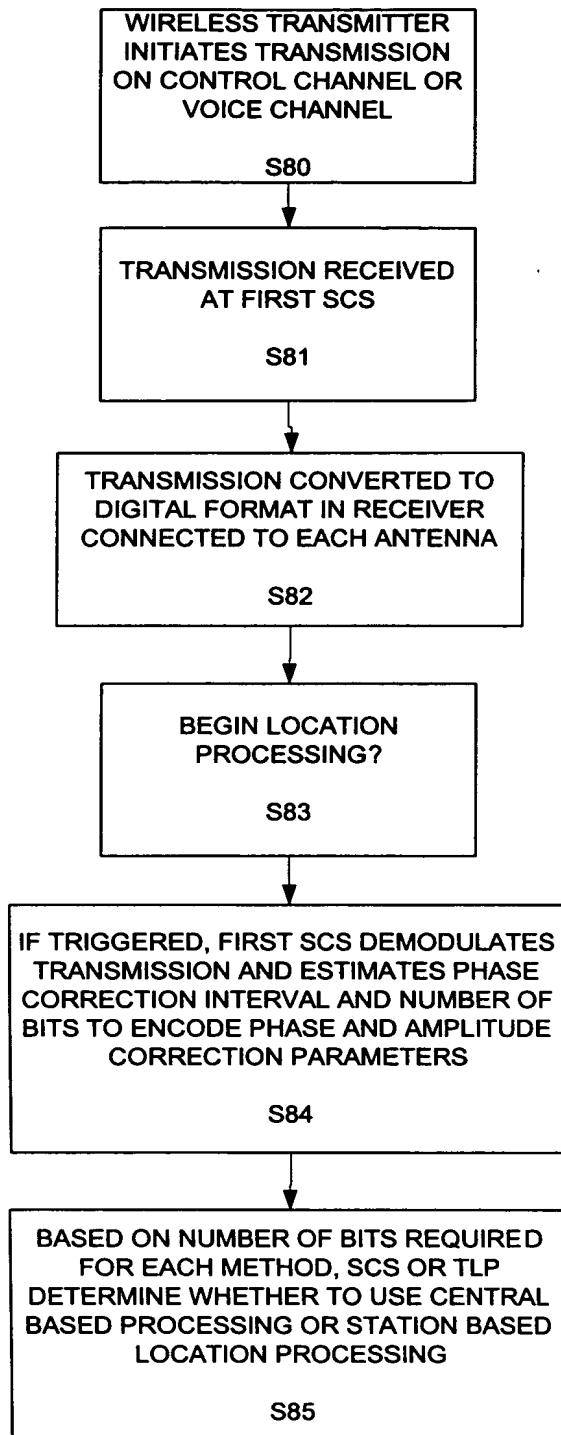 WIRELESS TRANSMITTER
INITIATES TRANSMISSION
ON CONTROL CHANNEL OR
VOICE CHANNEL
S80
TRANSMISSION RECEIVED
AT FIRST SCS
S81
TRANSMISSION CONVERTED TO
DIGITAL FORMAT IN RECEIVER
CONNECTED TO EACH ANTENNA
S82
BEGIN LOCATION
PROCESSING?
S83
IF TRIGGERED, FIRST SCS DEMODULATES
TRANSMISSION AND ESTIMATES PHASE
CORRECTION INTERVAL AND NUMBER OF
BITS TO ENCODE PHASE AND AMPLITUDE
CORRECTION PARAMETERS
S84
BASED ON NUMBER OF BITS REQUIRED
FOR EACH METHOD, SCS OR TLP
DETERMINE WHETHER TO USE CENTRAL
BASED PROCESSING OR STATION BASED
LOCATION PROCESSING
S85